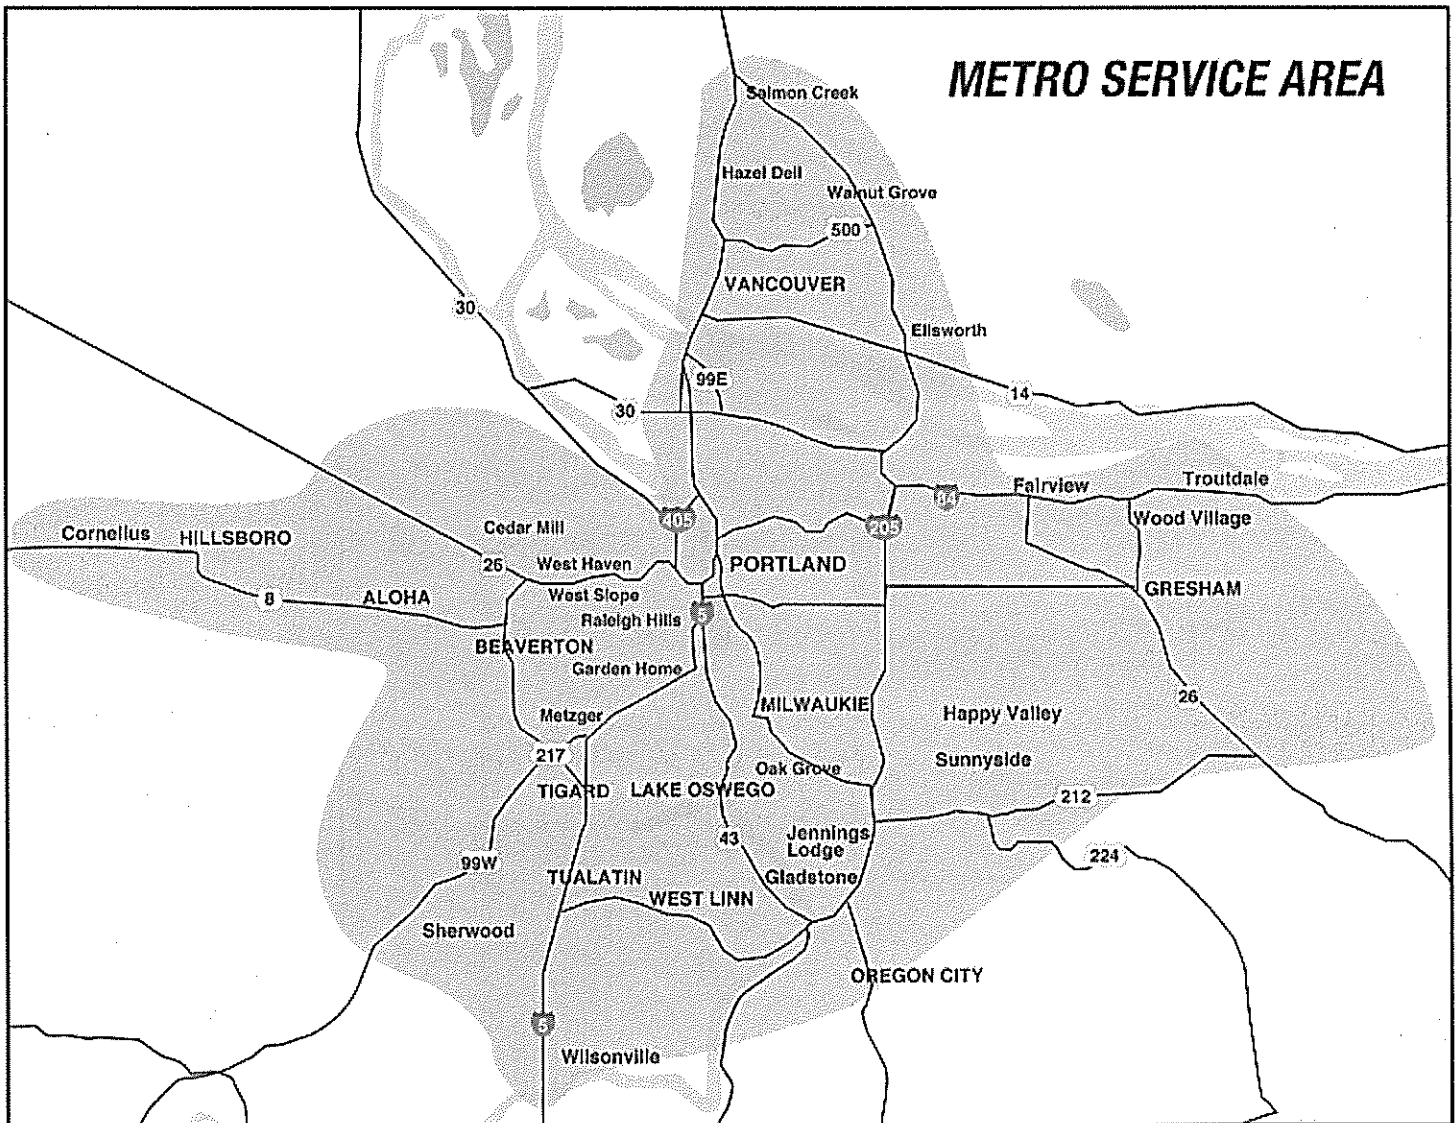 METRO SERVICE AREA
Salmon Creek
Hazel Dell
Walnut Grove
500
VANCOUVER
30
Ellsworth
99E
14
30
Fairview
Troutdale
84
Cornelius
HILLSBORO
Cedar Mill
405
205
Wood Village
26
West Haven
PORTLAND
8
ALOHA
West Slope
GRESHAM
Raleigh Hills
5
BEAVERTON
Garden Home
26
Metzger
MILWAUKIE
Happy Valley
217
Oak Grove
Sunnyside
TIGARD
LAKE OSWEGO
212
43
Jennings
Lodge
224
99W
TUALATIN
Gladstone
WEST LINN
Sherwood
OREGON CITY
5
Wilsonville